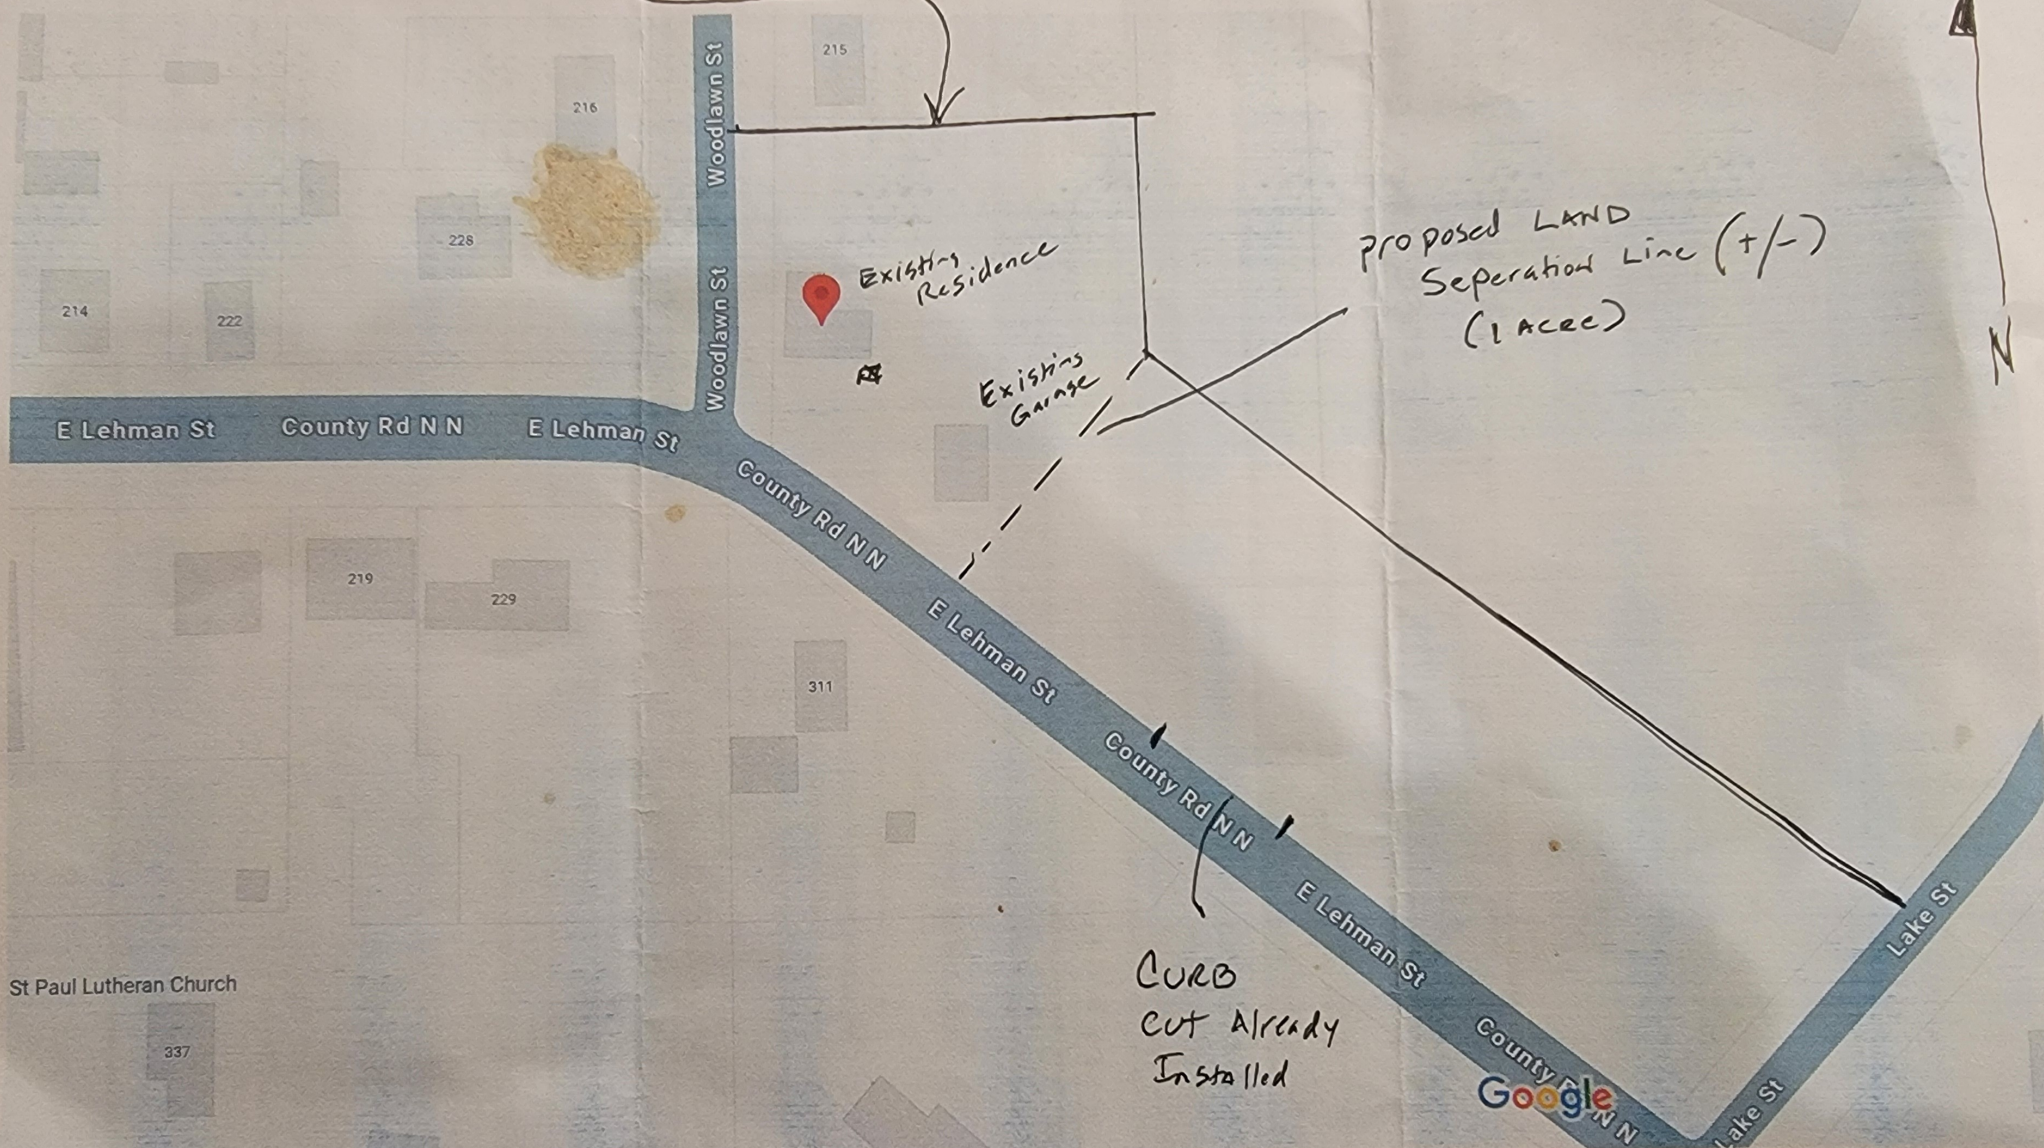 Woodlawn St
215
216
Woodlawn St
228
214
222
Woodlawn St
Existing
Residence
Proposed LAND
Seperation Line (+/-)
(1 Acre)
N
Existing
Garage
E Lehman St
County Rd N N
E Lehman St
County Rd N N
219
229
E Lehman St
311
County Rd N N
E Lehman St
Lake St
CURB
Cut Already
Installed
St Paul Lutheran Church
337
County Rd N N
Google
Lake St